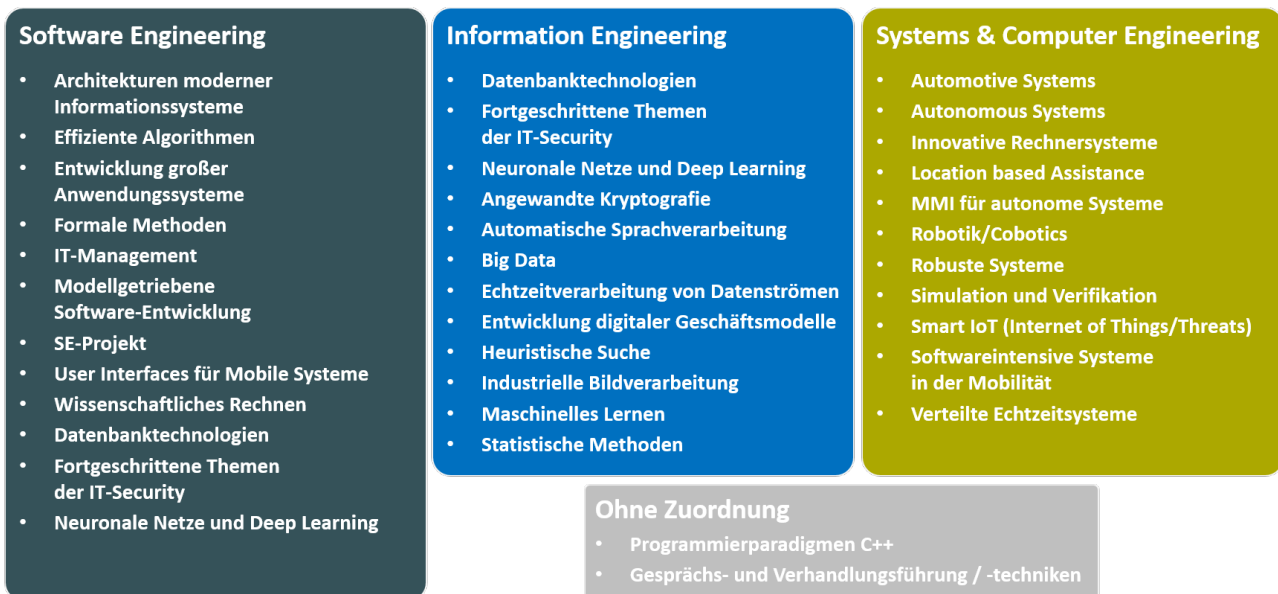 Software Engineering
• Architekturen moderner
Informationssysteme
• Effiziente Algorithmen
• Entwicklung großer
Anwendungssysteme
• Formale Methoden
• IT-Management
• Modellgetriebene
Software-Entwicklung
• SE-Projekt
• User Interfaces für Mobile Systeme
• Wissenschaftliches Rechnen
• Datenbanktechnologien
• Fortgeschrittene Themen
der IT-Security
• Neuronale Netze und Deep Learning
Information Engineering
• Datenbanktechnologien
• Fortgeschrittene Themen
der IT-Security
• Neuronale Netze und Deep Learning
• Angewandte Kryptografie
• Automatische Sprachverarbeitung
• Big Data
• Echtzeitverarbeitung von Datenströmen
• Entwicklung digitaler Geschäftsmodelle
• Heuristische Suche
• Industrielle Bildverarbeitung
• Maschinelles Lernen
• Statistische Methoden
Systems & Computer Engineering
• Automotive Systems
• Autonomous Systems
• Innovative Rechnersysteme
• Location based Assistance
• MMI für autonome Systeme
• Robotik/Cobotics
• Robuste Systeme
• Simulation und Verifikation
• Smart IoT (Internet of Things/Threats)
• Softwareintensive Systeme
in der Mobilität
• Verteilte Echtzeitsysteme
Ohne Zuordnung
• Programmierparadigmen C++
• Gesprächs- und Verhandlungsführung / -techniken